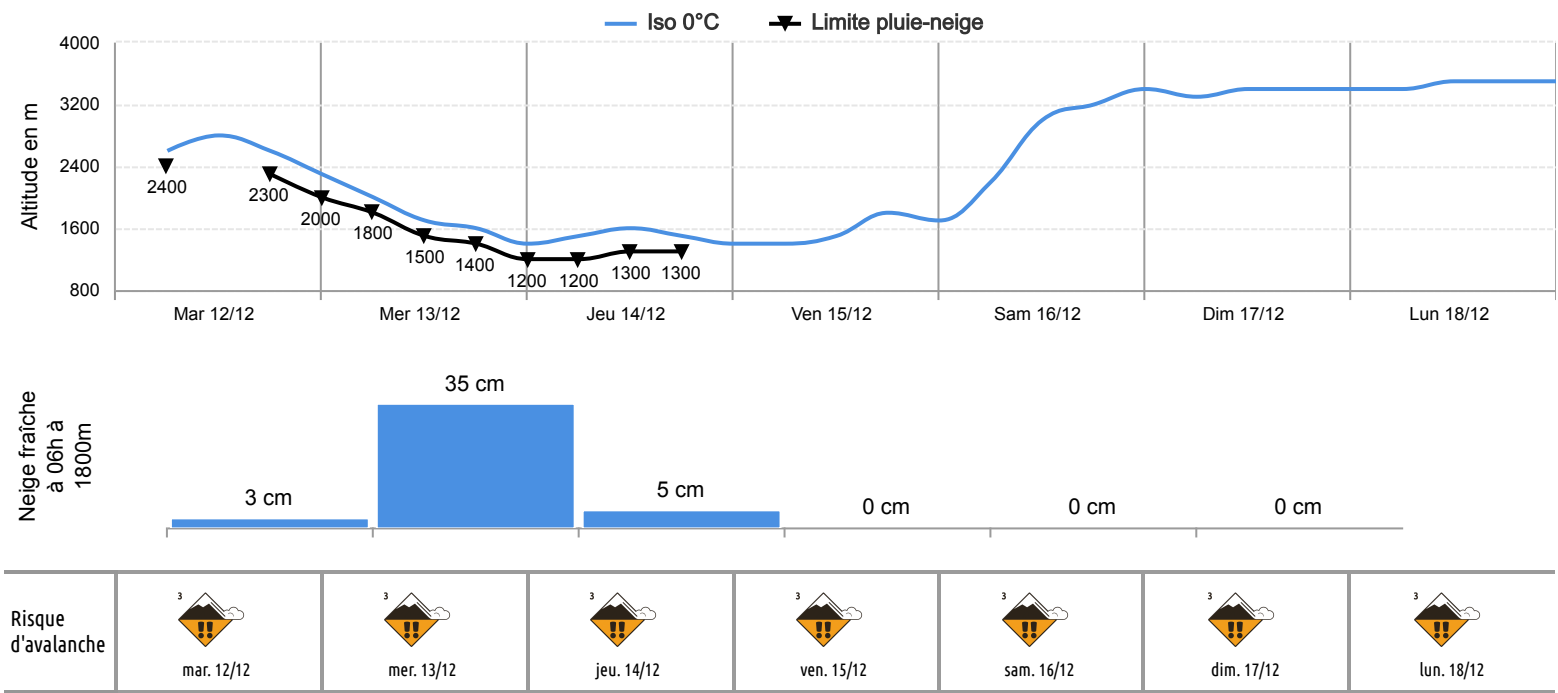 Iso 0°C
Limite pluie-neige
Altitude en m
4000
3200
2400
1600
800
2400
2300
2000
1800
1500
1400
1200
1200
1300
1300
Mar 12/12
Mer 13/12
Jeu 14/12
Ven 15/12
Sam 16/12
Dim 17/12
Lun 18/12
Neige fraîche
à 06h à
1800m
3 cm
35 cm
5 cm
0 cm
0 cm
0 cm
Risque
d'avalanche
3
mar. 12/12
3
mer. 13/12
3
jeu. 14/12
3
ven. 15/12
3
sam. 16/12
3
dim. 17/12
3
lun. 18/12